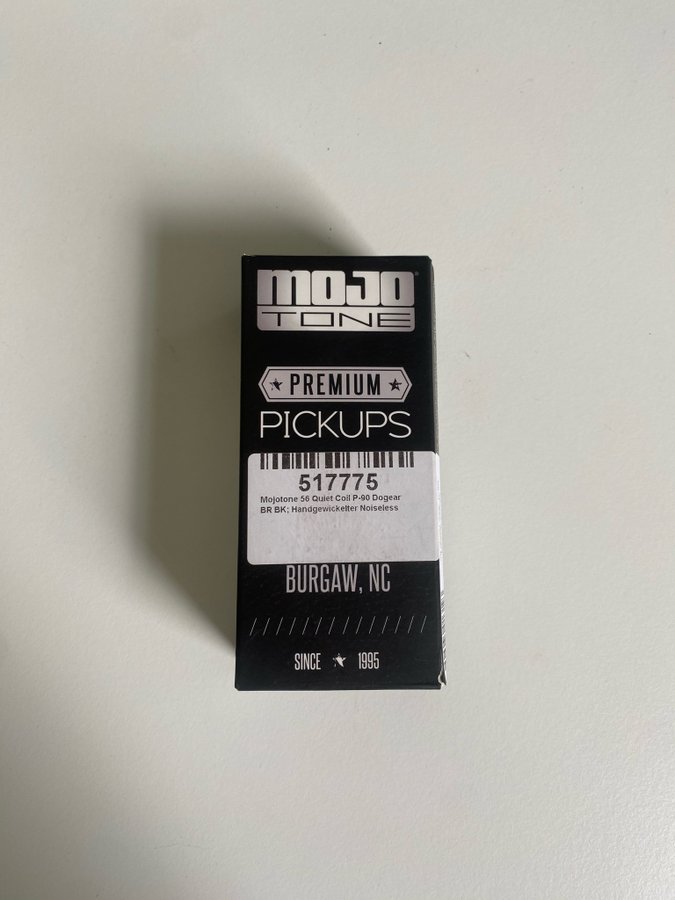 MOJO
TONE
PREMIUM
PICKUPS
517775
Mojotone 56 Quiet Coil P-90 Dogear
BR BK; Handgewickelter Noiseless
BURGAW, NC
SINCE 1995